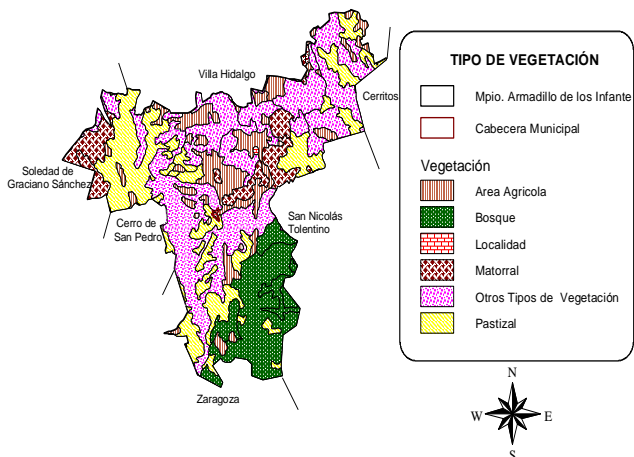 TIPO DE VEGETACIÓN
Mpio. Armadillo de los Infante
Cabecera Municipal
Vegetación
Area Agricola
Bosque
Localidad
Matorral
Otros Tipos de Vegetación
Pastizal
Villa Hidalgo
Cerritos
Soledad de
Graciano Sánchez
Cerro de
San Pedro
San Nicolás
Tolentino
Zaragoza
N
W
E
S